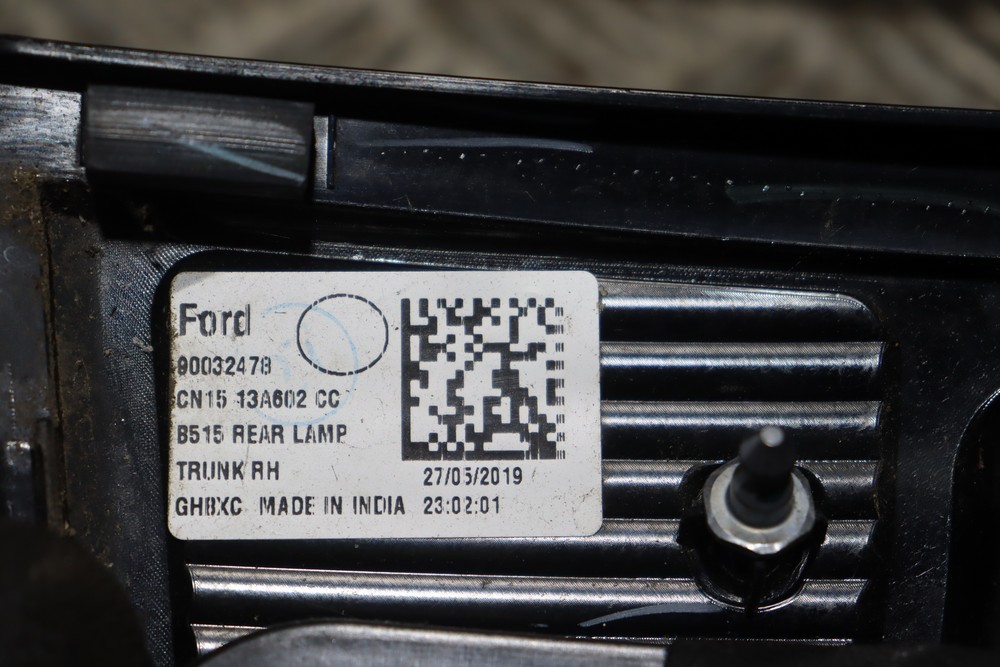 Ford
90032478
CN15 13A602 CC
B515 REAR LAMP
TRUNK RH
27/05/2019
GHBXC MADE IN INDIA 23:02:01